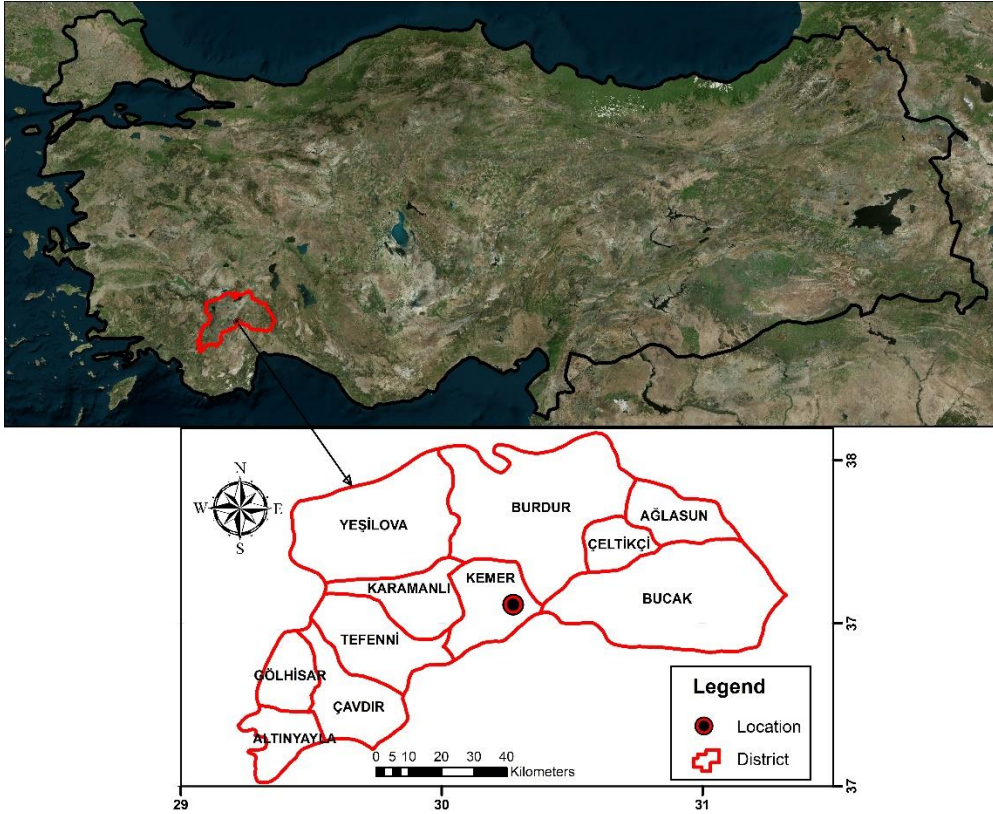 38
N
W
E
S
YEŞİLOVA
BURDUR
AĞLASUN
ÇELTİKÇİ
KARAMANLI
KEMER
BUCAK
37
TEFENNİ
GÖLHİSAR
ÇAVDIR
ALTINYAYLA
Legend
Location
District
0 5 10 20 30 40
Kilometers
37
29
30
31